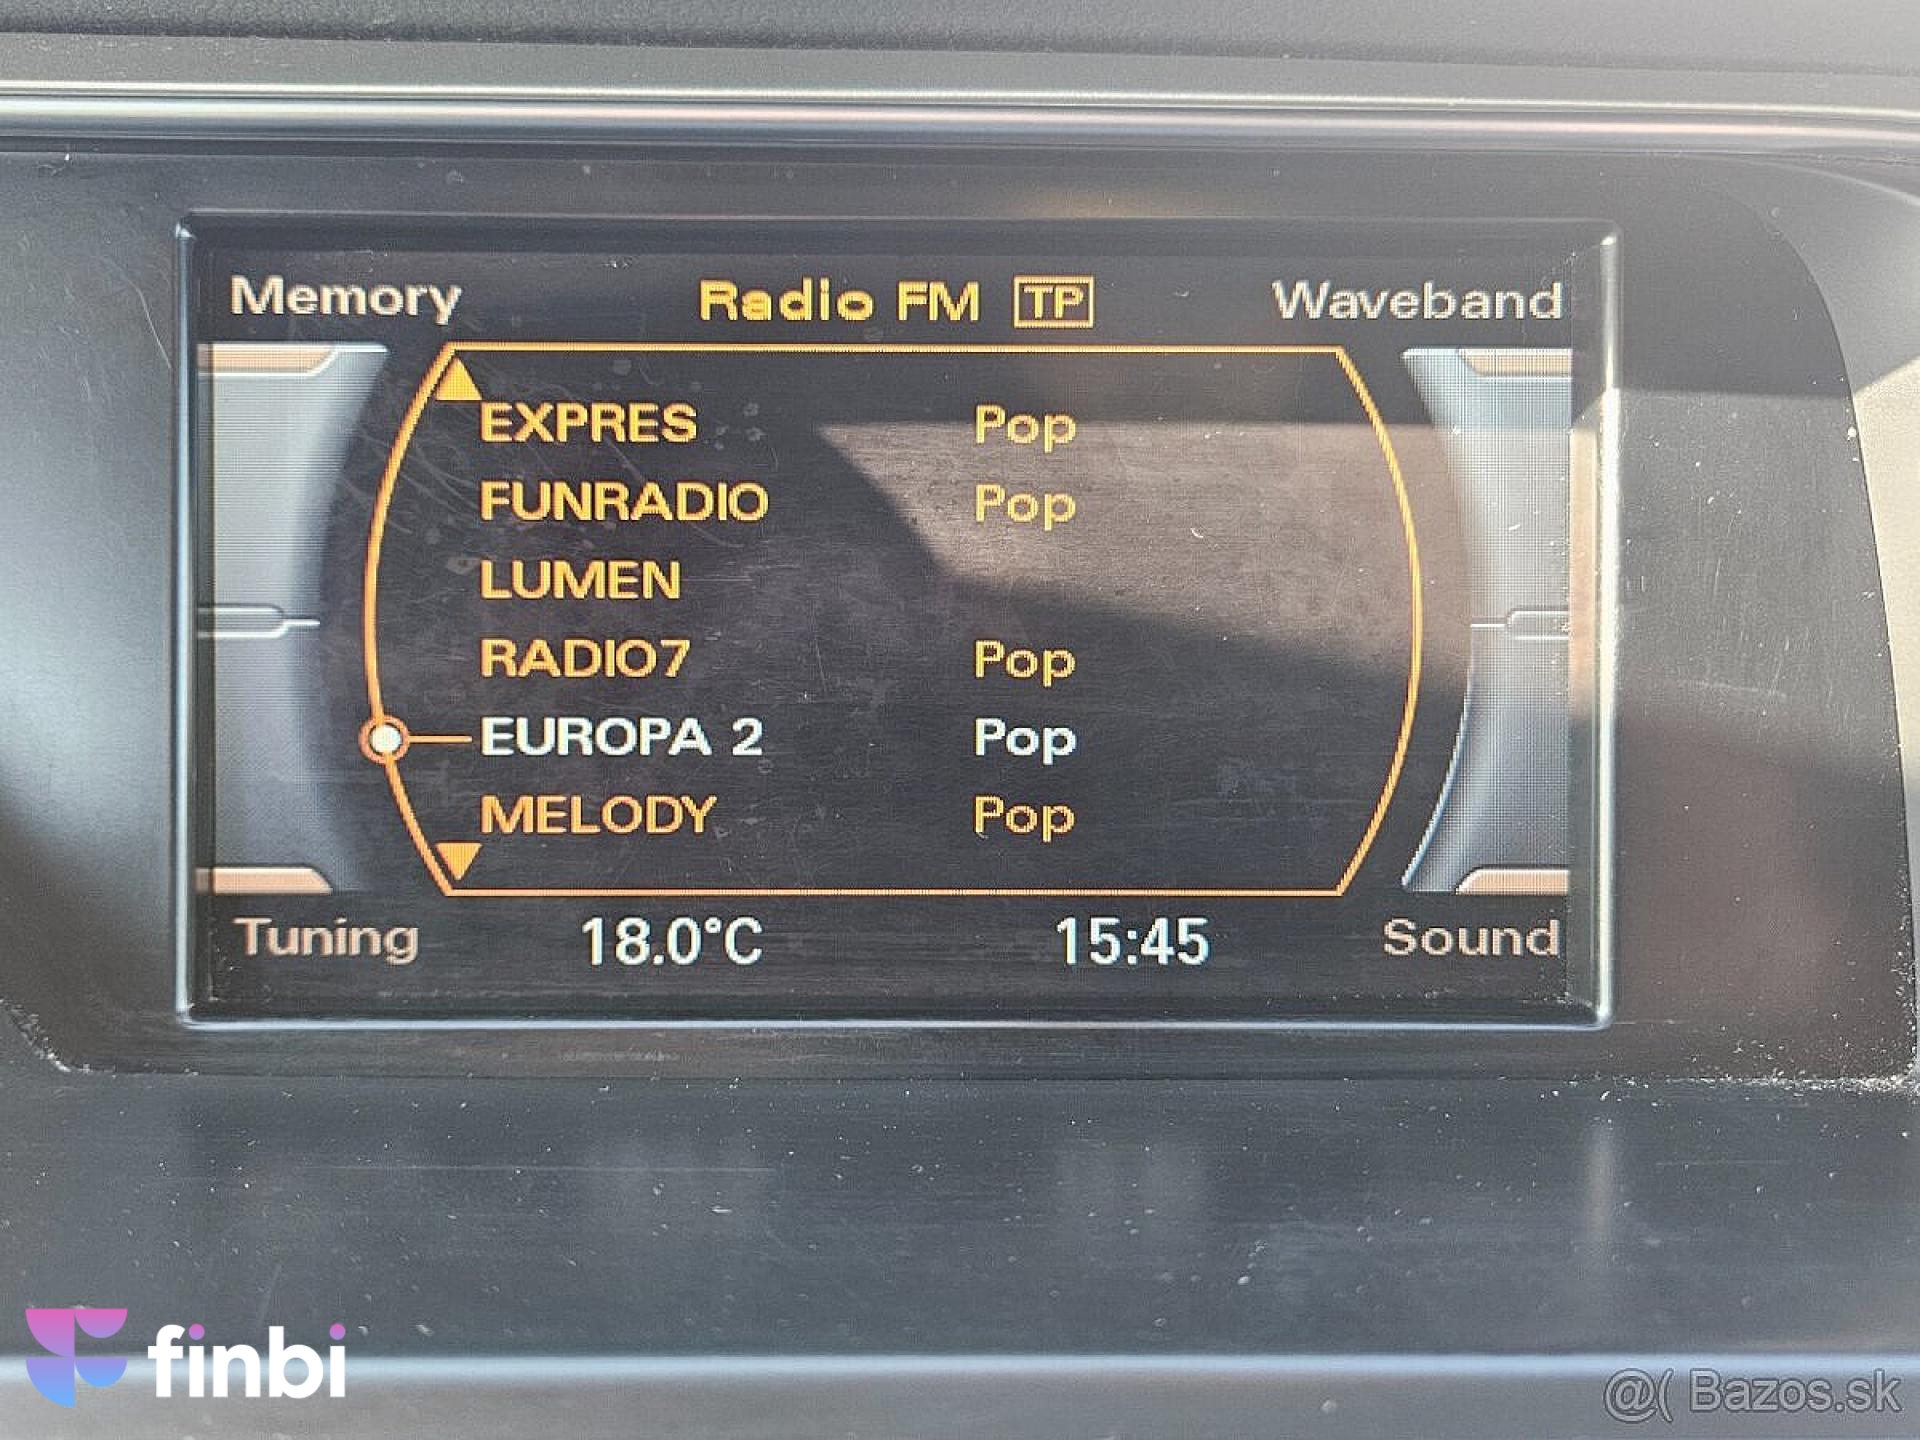 Memory Radio FM TP Waveband
EXPRES Pop
FUNRADIO Pop
LUMEN
RADIO7 Pop
EUROPA 2 Pop
MELODY Pop
Tuning 18.0°C 15:45 Sound
finbi
@( Bazos.sk